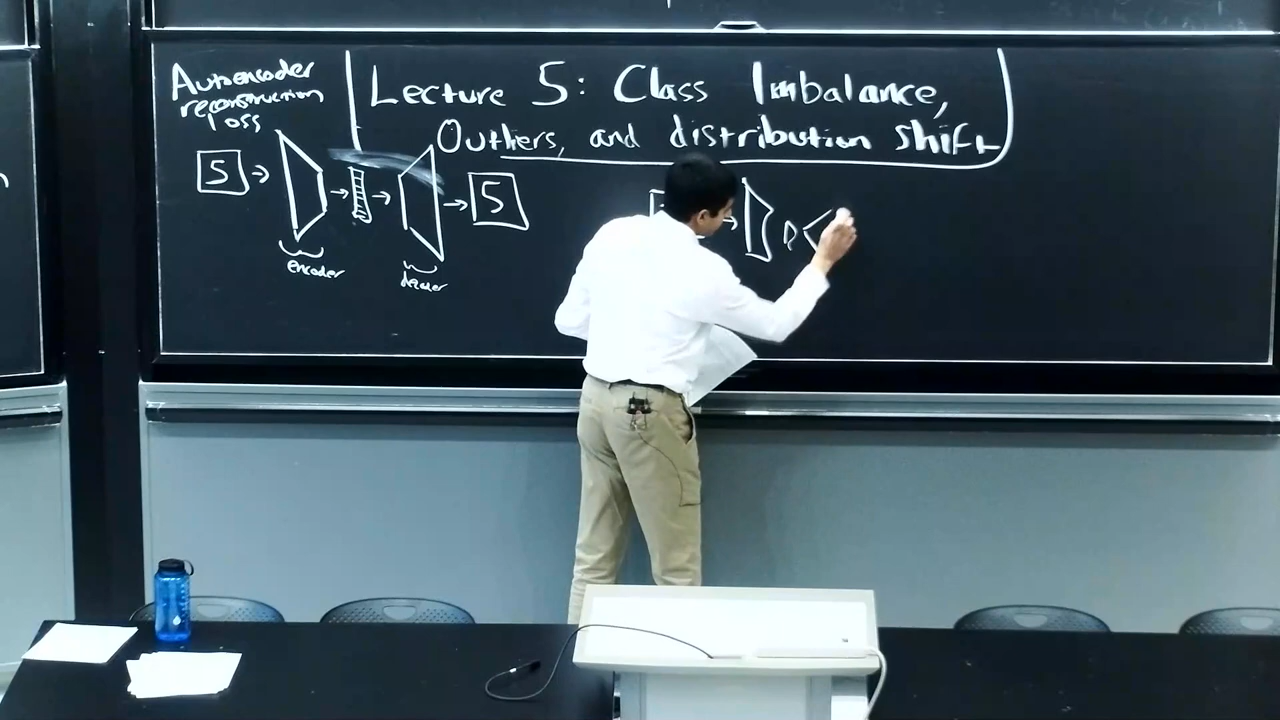 Autoencoder
reconstruction
loss
Lecture 5: Class Imbalance,
Outliers, and distribution shift
5
5
encoder
decoder